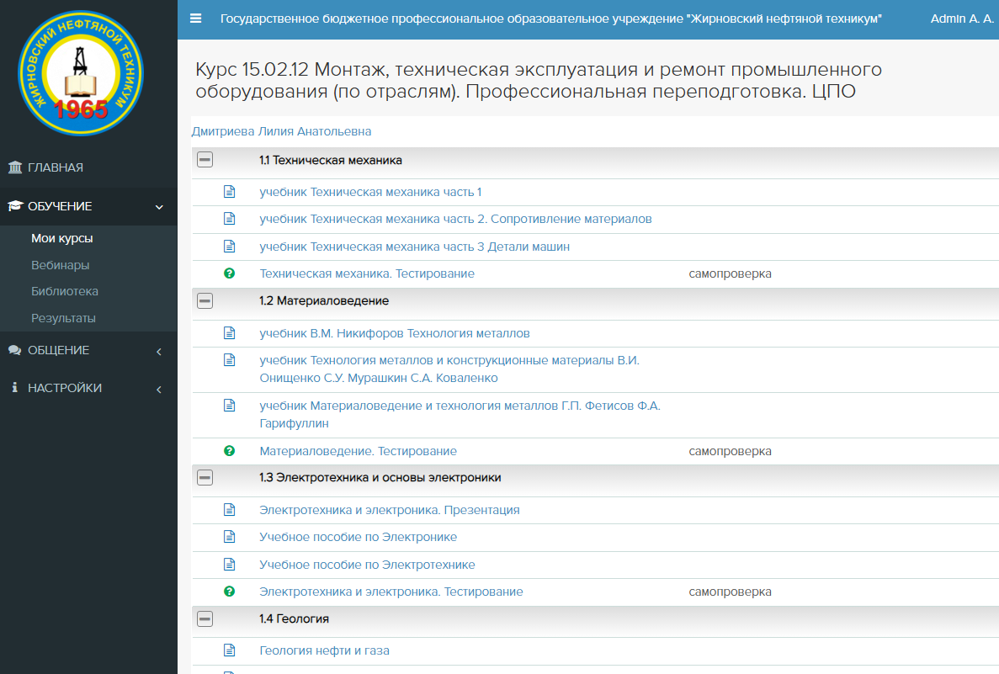 ЖИРНОВСКИЙ НЕФТЯНОЙ ТЕХНИКУМ
1965
Государственное бюджетное профессиональное образовательное учреждение "Жирновский нефтяной техникум"
Admin A. A.
ГЛАВНАЯ
ОБУЧЕНИЕ
Мои курсы
Вебинары
Библиотека
Результаты
ОБЩЕНИЕ
НАСТРОЙКИ
Курс 15.02.12 Монтаж, техническая эксплуатация и ремонт промышленного
оборудования (по отраслям). Профессиональная переподготовка. ЦПО
Дмитриева Лилия Анатольевна
1.1 Техническая механика
учебник Техническая механика часть 1
учебник Техническая механика часть 2. Сопротивление материалов
учебник Техническая механика часть 3 Детали машин
Техническая механика. Тестирование самопроверка
1.2 Материаловедение
учебник В.М. Никифоров Технология металлов
учебник Технология металлов и конструкционные материалы В.И.
Онищенко С.У. Мурашкин С.А. Коваленко
учебник Материаловедение и технология металлов Г.П. Фетисов Ф.А.
Гарифуллин
Материаловедение. Тестирование самопроверка
1.3 Электротехника и основы электроники
Электротехника и электроника. Презентация
Учебное пособие по Электронике
Учебное пособие по Электротехнике
Электротехника и электроника. Тестирование самопроверка
1.4 Геология
Геология нефти и газа